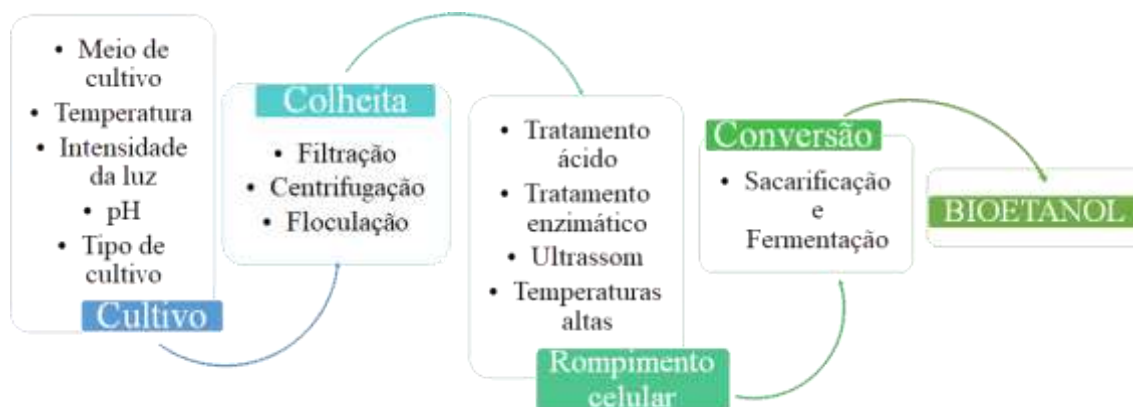 • Meio de
cultivo
• Temperatura
• Intensidade
da luz
• pH
• Tipo de
cultivo
Cultivo
Colheita
• Filtração
• Centrifugação
• Floculação
• Tratamento
ácido
• Tratamento
enzimático
• Ultrassom
• Temperaturas
altas
Rompimento
celular
Conversão
• Sacarificação
e
Fermentação
BIOETANOL